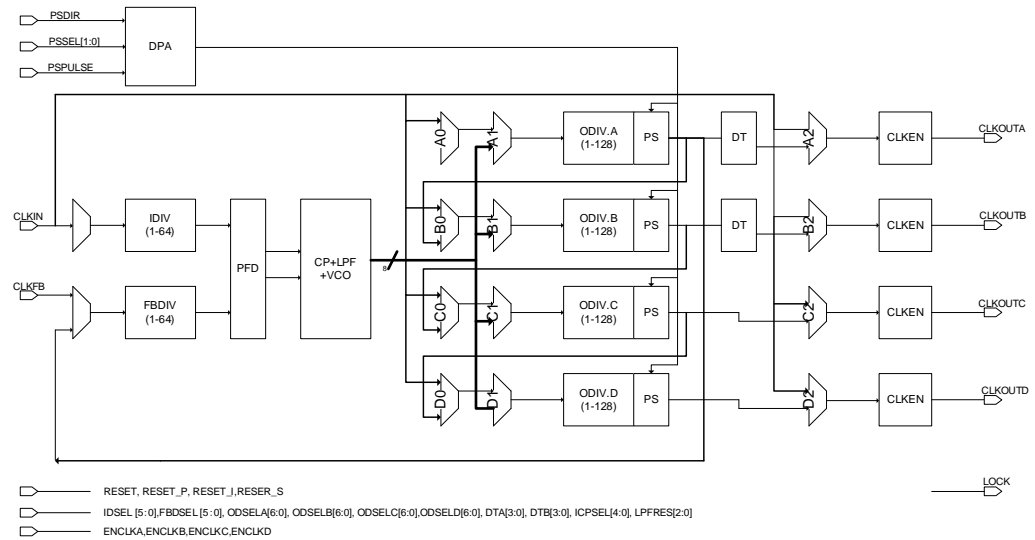 PSDIR
PSSEL[1:0]
PSPULSE
DPA
A0
A1
ODIV.A
(1-128)
PS
DT
A2
CLKEN
CLKOUTA
CLKIN
IDIV
(1-64)
B0
B1
ODIV.B
(1-128)
PS
DT
B2
CLKEN
CLKOUTB
PFD
CP+LPF
+VCO
8
CLKFB
FBDIV
(1-64)
C0
C1
ODIV.C
(1-128)
PS
C2
CLKEN
CLKOUTC
D0
D1
ODIV.D
(1-128)
PS
D2
CLKEN
CLKOUTD
LOCK
RESET, RESET_P, RESET_I,RESER_S
IDSEL [5:0],FBDSEL [5:0], ODSELA[6:0], ODSELB[6:0], ODSELC[6:0],ODSELD[6:0], DTA[3:0], DTB[3:0], ICPSEL[4:0], LPFRES[2:0]
ENCLKA,ENCLKB,ENCLKC,ENCLKD